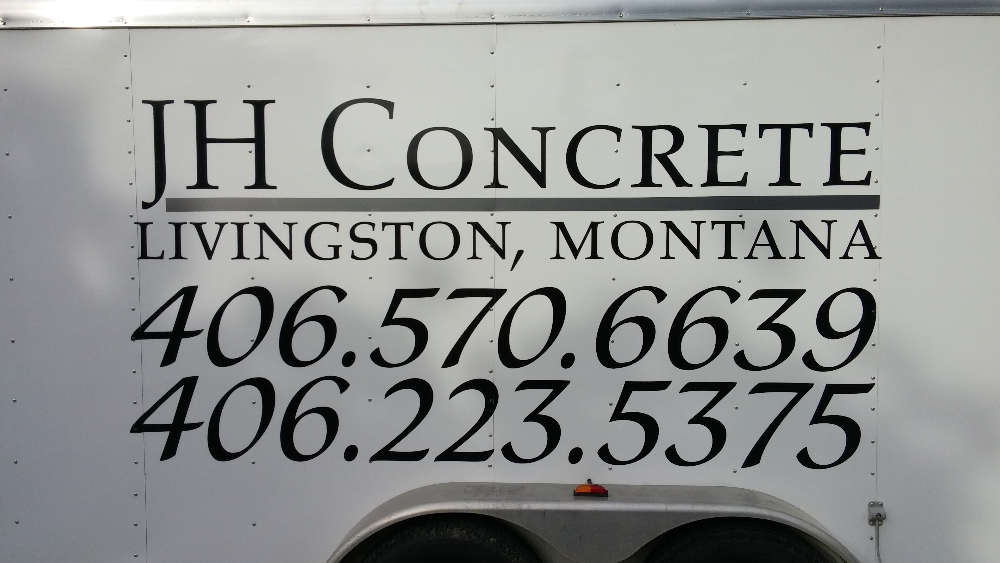 JH CONCRETE
LIVINGSTON, MONTANA
406.570.6639
406.223.5375